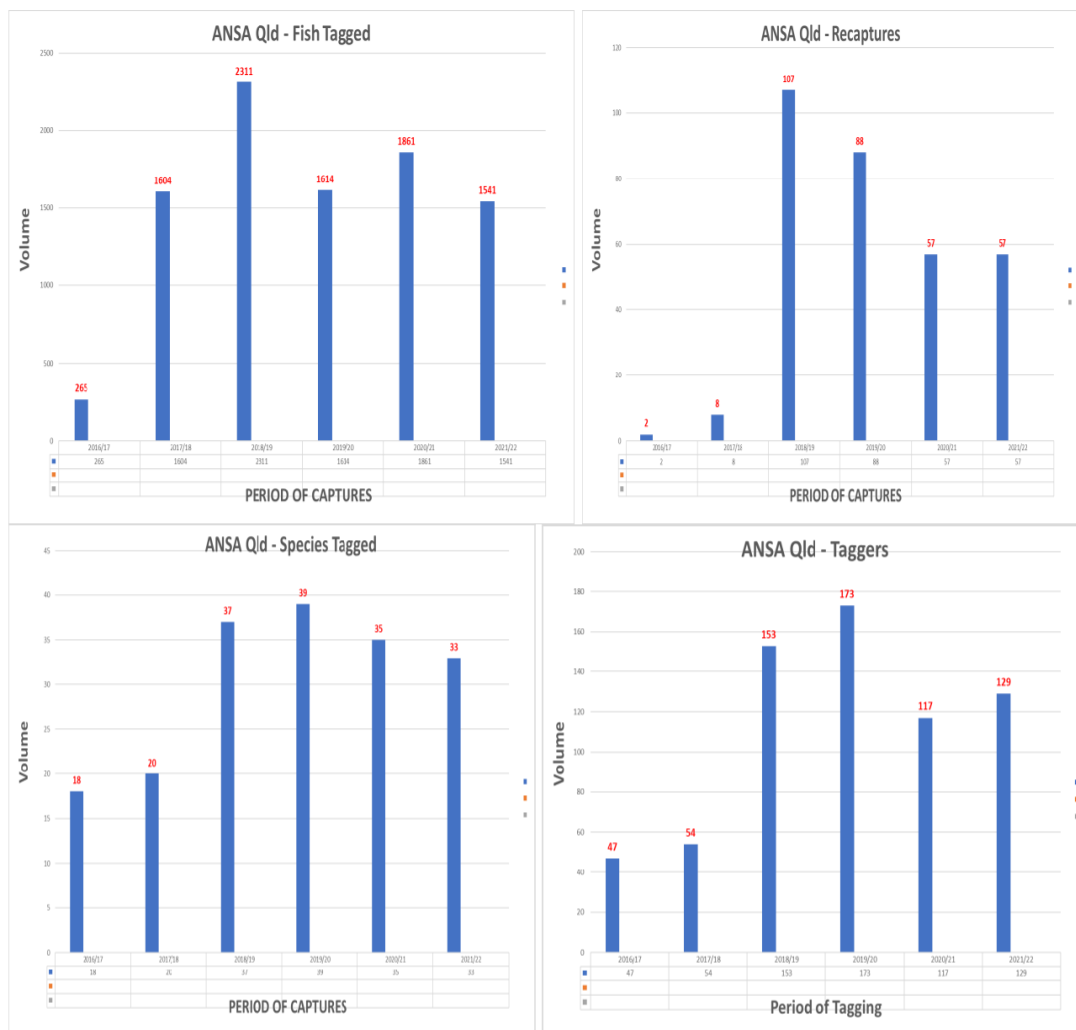 ANSA Qld - Fish Tagged
2500
2000
1500
1000
500
0
Volume
265
1604
2311
1614
1861
1541
2016/17 2017/18 2018/19 2019/20 2020/21 2021/22
265 1604 2311 1614 1861 1541
PERIOD OF CAPTURES
ANSA Qld - Recaptures
120
100
80
60
40
20
0
Volume
2
8
107
88
57
57
2016/17 2017/18 2018/19 2019/20 2020/21 2021/22
2 8 107 88 57 57
PERIOD OF CAPTURES
ANSA Qld - Species Tagged
45
40
35
30
25
20
15
10
5
0
Volume
18
20
37
39
35
33
2016/17 2017/18 2018/19 2019/20 2020/21 2021/22
18 20 37 39 35 33
PERIOD OF CAPTURES
ANSA Qld - Taggers
200
180
160
140
120
100
80
60
40
20
0
Volume
47
54
153
173
117
129
2016/17 2017/18 2018/19 2019/20 2020/21 2021/22
47 54 153 173 117 129
Period of Tagging